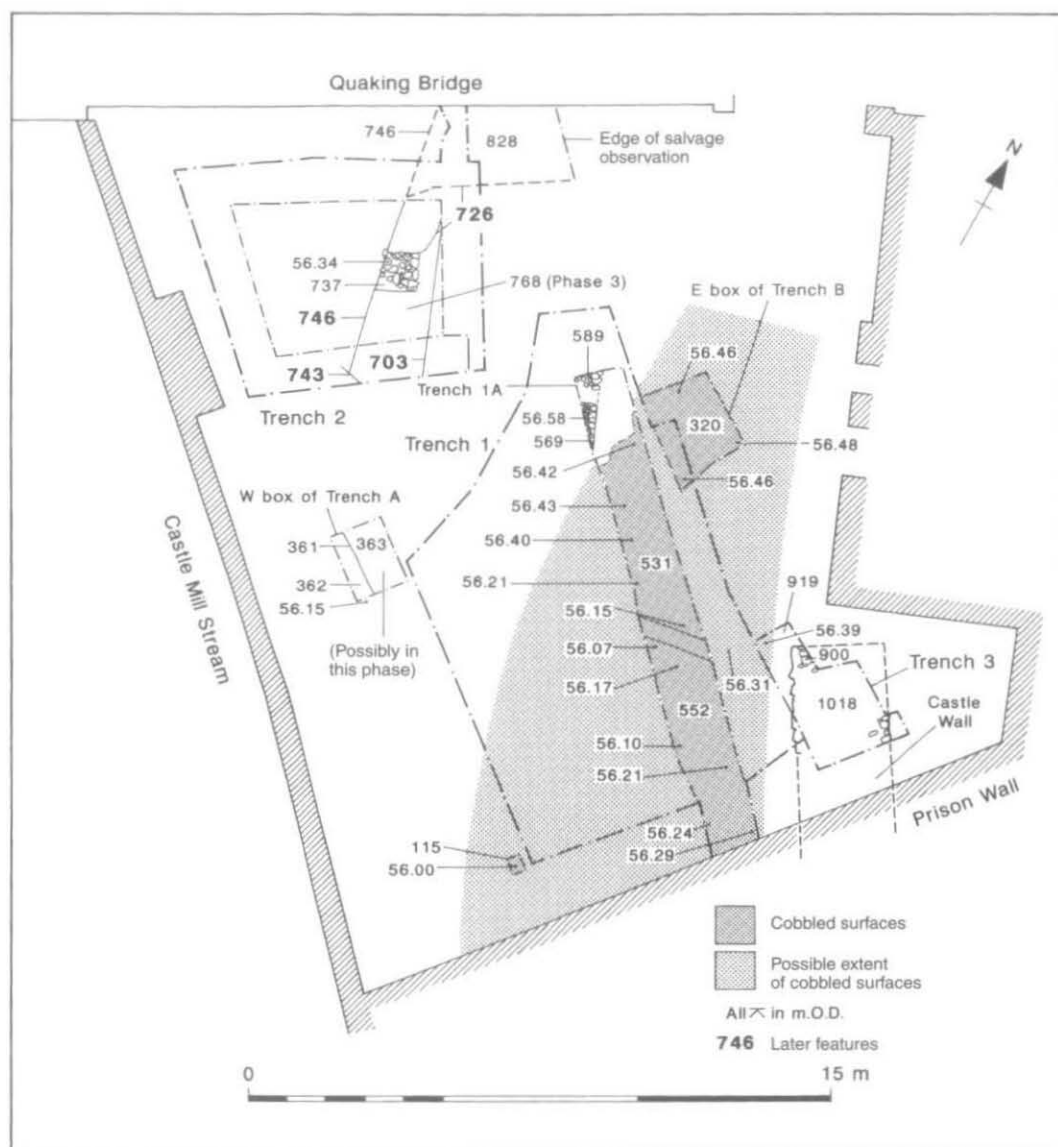 Quaking Bridge
746
828
Edge of salvage
observation
N
726
56.34
737
746
768 (Phase 3)
E box of Trench B
743
703
589
56.46
Trench 1A
Trench 2
56.58
320
Trench 1
569
56.48
56.42
56.46
W box of Trench A
56.43
361
363
56.40
531
362
56.21
919
56.15
56.15
56.39
(Possibly in
this phase)
56.07
900
Trench 3
56.17
56.31
1018
Castle
Wall
552
Castle Mill Stream
56.10
56.21
Prison Wall
115
56.24
56.00
56.29
Cobbled surfaces
Possible extent
of cobbled surfaces
All ⊼ in m.O.D.
746 Later features
0
15 m